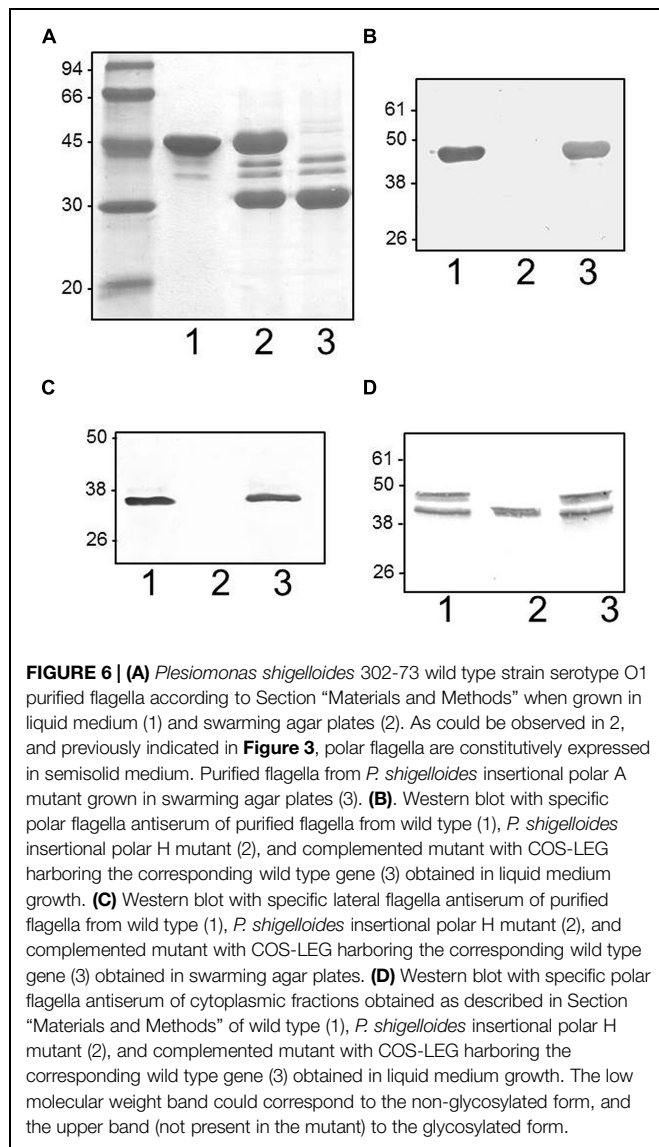 A
94
66
45
30
20
1 2 3
B
61
50
38
26
1 2 3
C
50
38
26
1 2 3
D
61
50
38
26
1 2 3
FIGURE 6 | (A) Plesiomonas shigelloides 302-73 wild type strain serotype O1
purified flagella according to Section “Materials and Methods” when grown in
liquid medium (1) and swarming agar plates (2). As could be observed in 2,
and previously indicated in Figure 3, polar flagella are constitutively expressed
in semisolid medium. Purified flagella from P. shigelloides insertional polar A
mutant grown in swarming agar plates (3). (B). Western blot with specific
polar flagella antiserum of purified flagella from wild type (1), P. shigelloides
insertional polar H mutant (2), and complemented mutant with COS-LEG
harboring the corresponding wild type gene (3) obtained in liquid medium
growth. (C) Western blot with specific lateral flagella antiserum of purified
flagella from wild type (1), P. shigelloides insertional polar H mutant (2), and
complemented mutant with COS-LEG harboring the corresponding wild type
gene (3) obtained in swarming agar plates. (D) Western blot with specific polar
flagella antiserum of cytoplasmic fractions obtained as described in Section
“Materials and Methods” of wild type (1), P. shigelloides insertional polar H
mutant (2), and complemented mutant with COS-LEG harboring the
corresponding wild type gene (3) obtained in liquid medium growth. The low
molecular weight band could correspond to the non-glycosylated form, and
the upper band (not present in the mutant) to the glycosylated form.